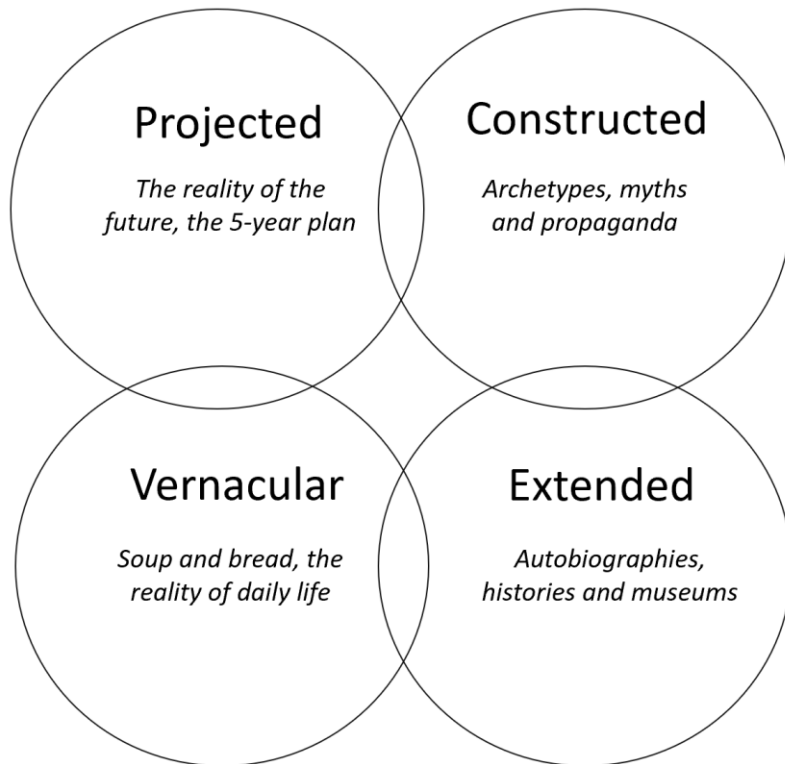 Projected
The reality of the
future, the 5-year plan
Constructed
Archetypes, myths
and propaganda
Vernacular
Soup and bread, the
reality of daily life
Extended
Autobiographies,
histories and museums